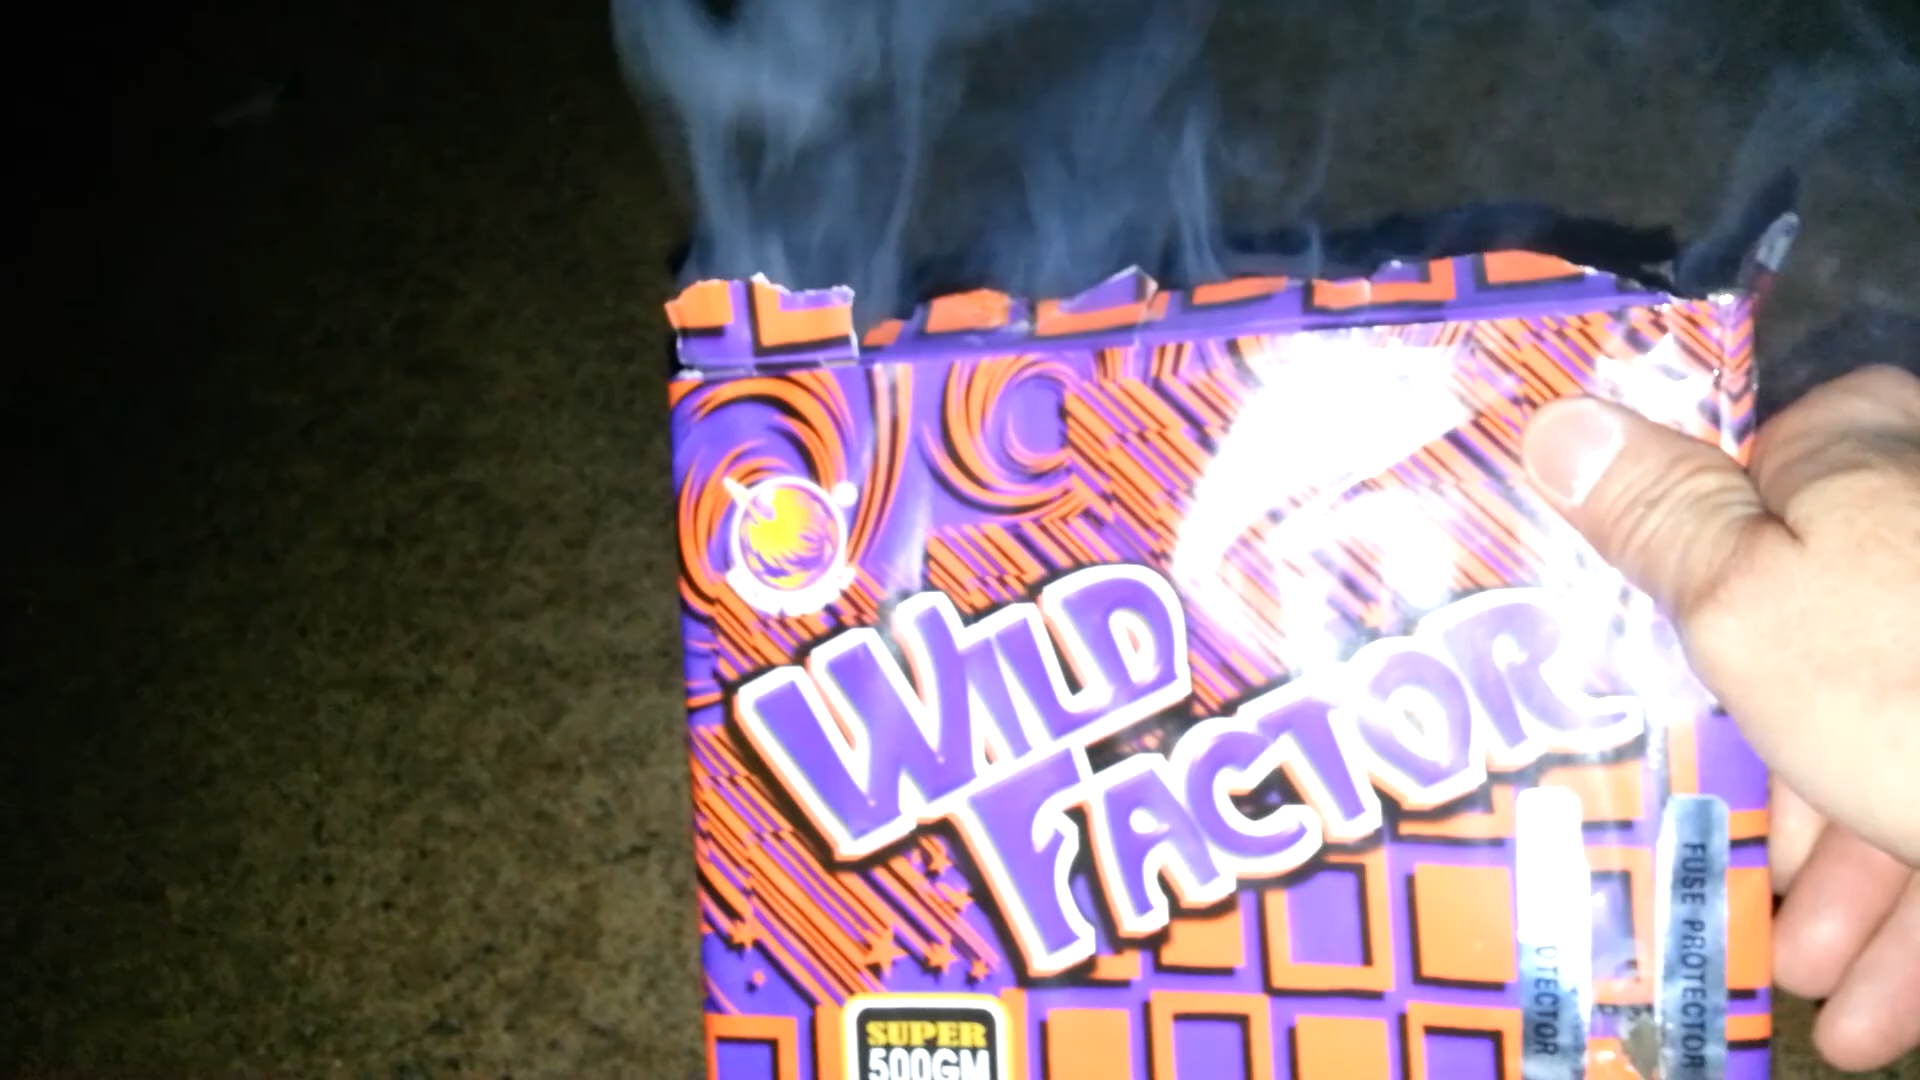 WILD
FACTOR
FUSE PROTECTOR
OTECTOR
SUPER
500GM